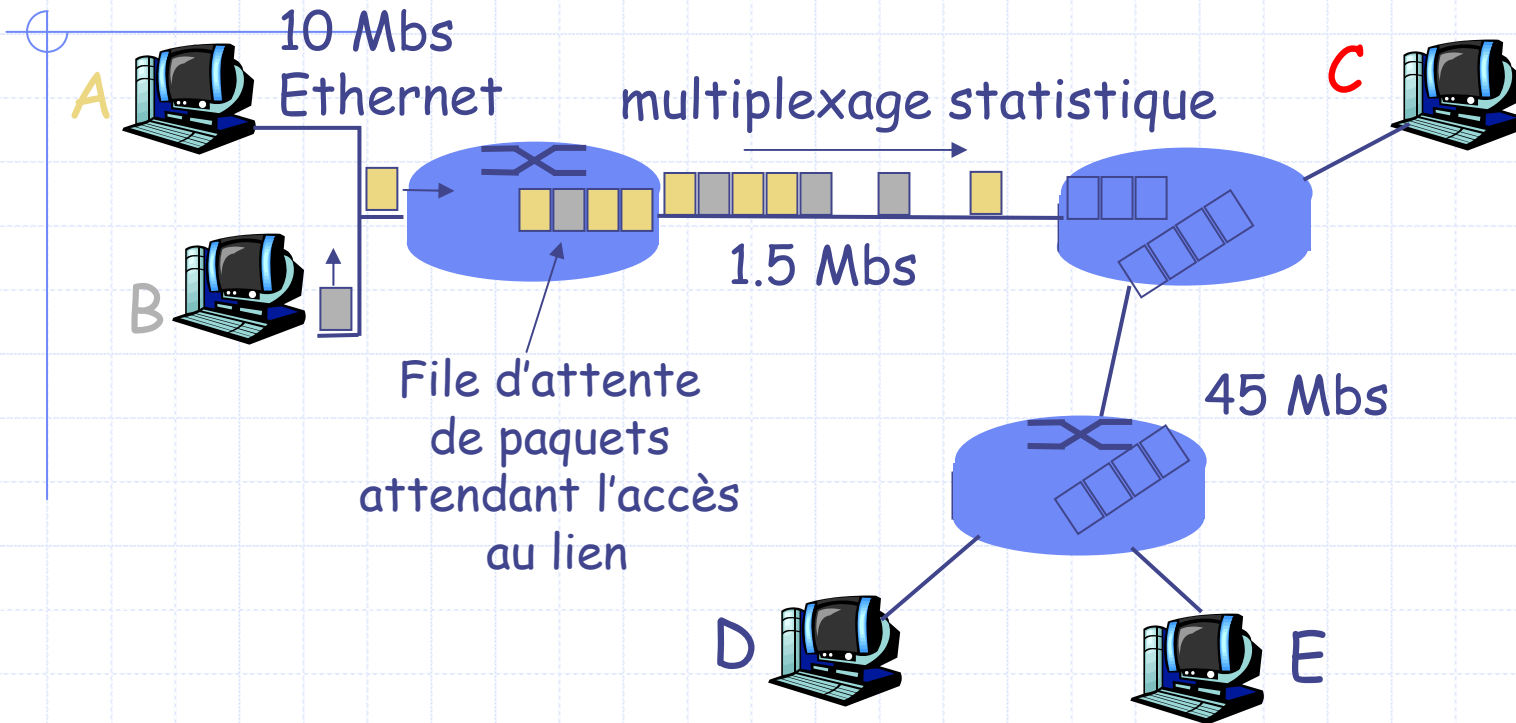 10 Mbs
Ethernet
A
multiplexage statistique
C
1.5 Mbs
B
File d'attente
de paquets
attendant l'accès
au lien
45 Mbs
D
E